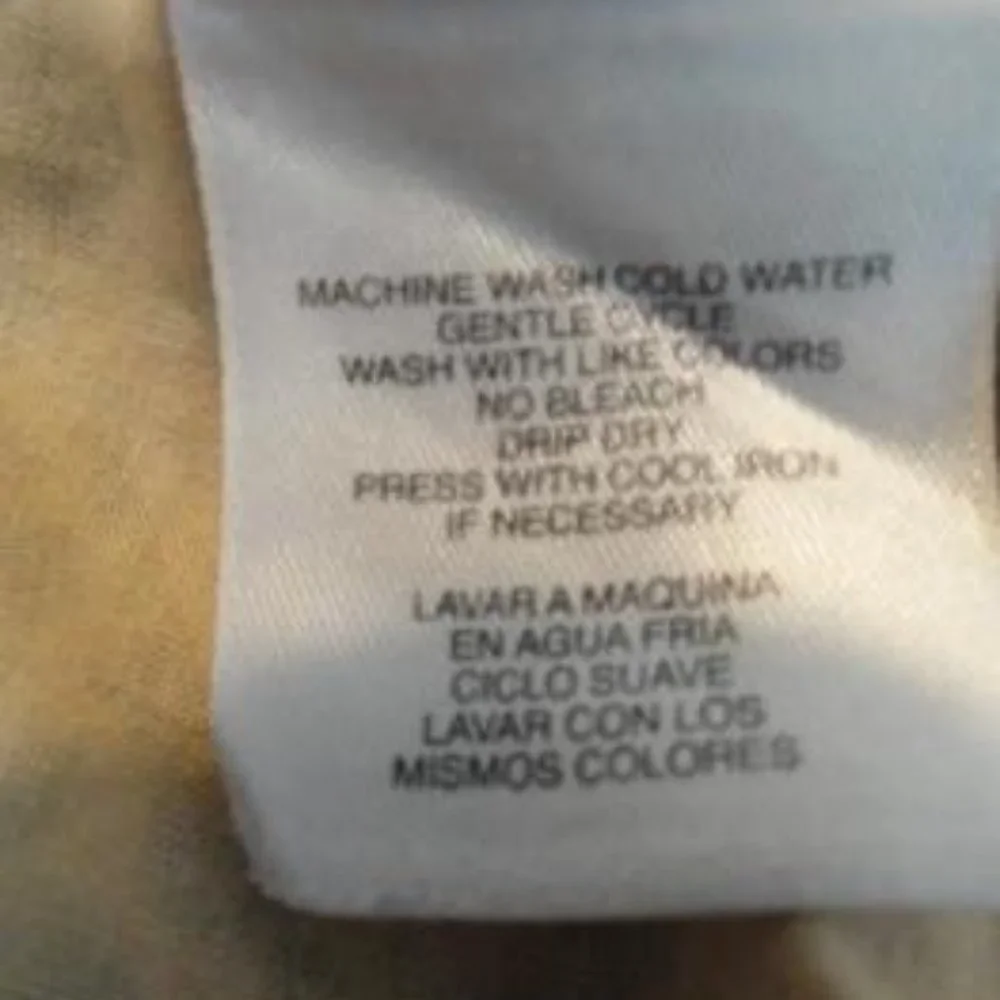 MACHINE WASH COLD WATER
GENTLE CYCLE
WASH WITH LIKE COLORS
NO BLEACH
DRIP DRY
PRESS WITH COOL IRON
IF NECESSARY
LAVAR A MAQUINA
EN AGUA FRIA
CICLO SUAVE
LAVAR CON LOS
MISMOS COLORES